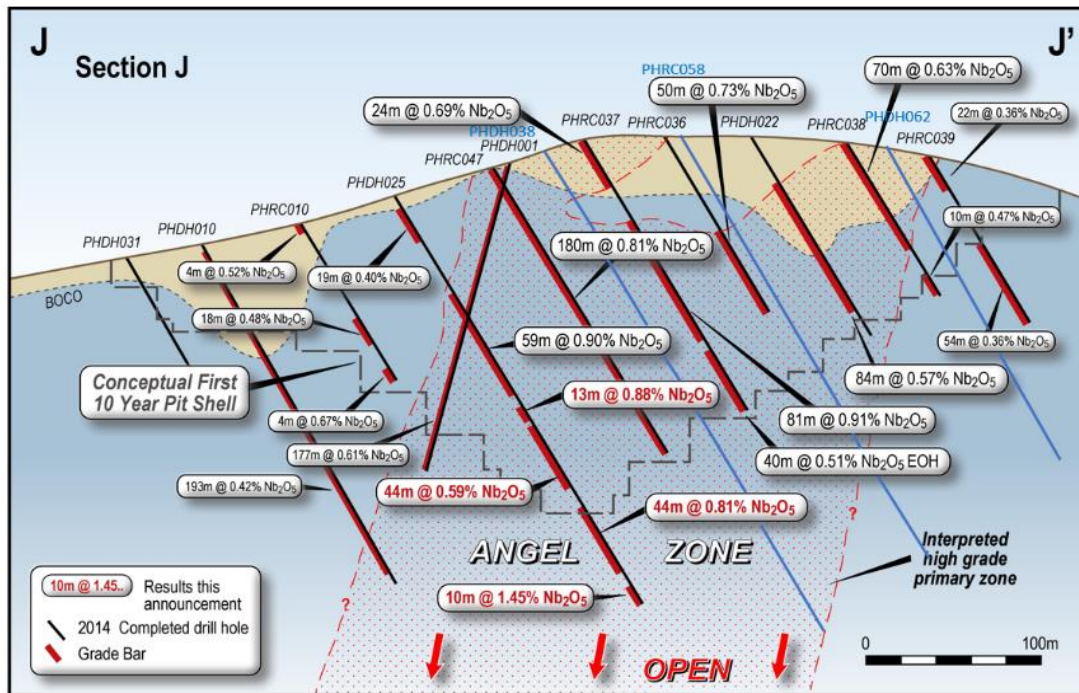 J
J'
Section J
PHRC058
70m @ 0.63% Nb₂O₅
50m @ 0.73% Nb₂O₅
24m @ 0.69% Nb₂O₅
PHDH062
22m @ 0.36% Nb₂O₅
PHRC037
PHRC036
PHDH022
PHRC038
PHRC039
PHDH038
PHDH001
PHRC047
PHDH025
PHRC010
PHDH010
PHDH031
10m @ 0.47% Nb₂O₅
180m @ 0.81% Nb₂O₅
4m @ 0.52% Nb₂O₅
19m @ 0.40% Nb₂O₅
BOCO
18m @ 0.48% Nb₂O₅
59m @ 0.90% Nb₂O₅
54m @ 0.36% Nb₂O₅
Conceptual First
10 Year Pit Shell
84m @ 0.57% Nb₂O₅
13m @ 0.88% Nb₂O₅
4m @ 0.67% Nb₂O₅
81m @ 0.91% Nb₂O₅
177m @ 0.61% Nb₂O₅
40m @ 0.51% Nb₂O₅ EOH
193m @ 0.42% Nb₂O₅
44m @ 0.59% Nb₂O₅
44m @ 0.81% Nb₂O₅
?
ANGEL ZONE
Interpreted
high grade
primary zone
10m @ 1.45..
Results this
announcement
?
10m @ 1.45% Nb₂O₅
2014 Completed drill hole
Grade Bar
0
100m
OPEN